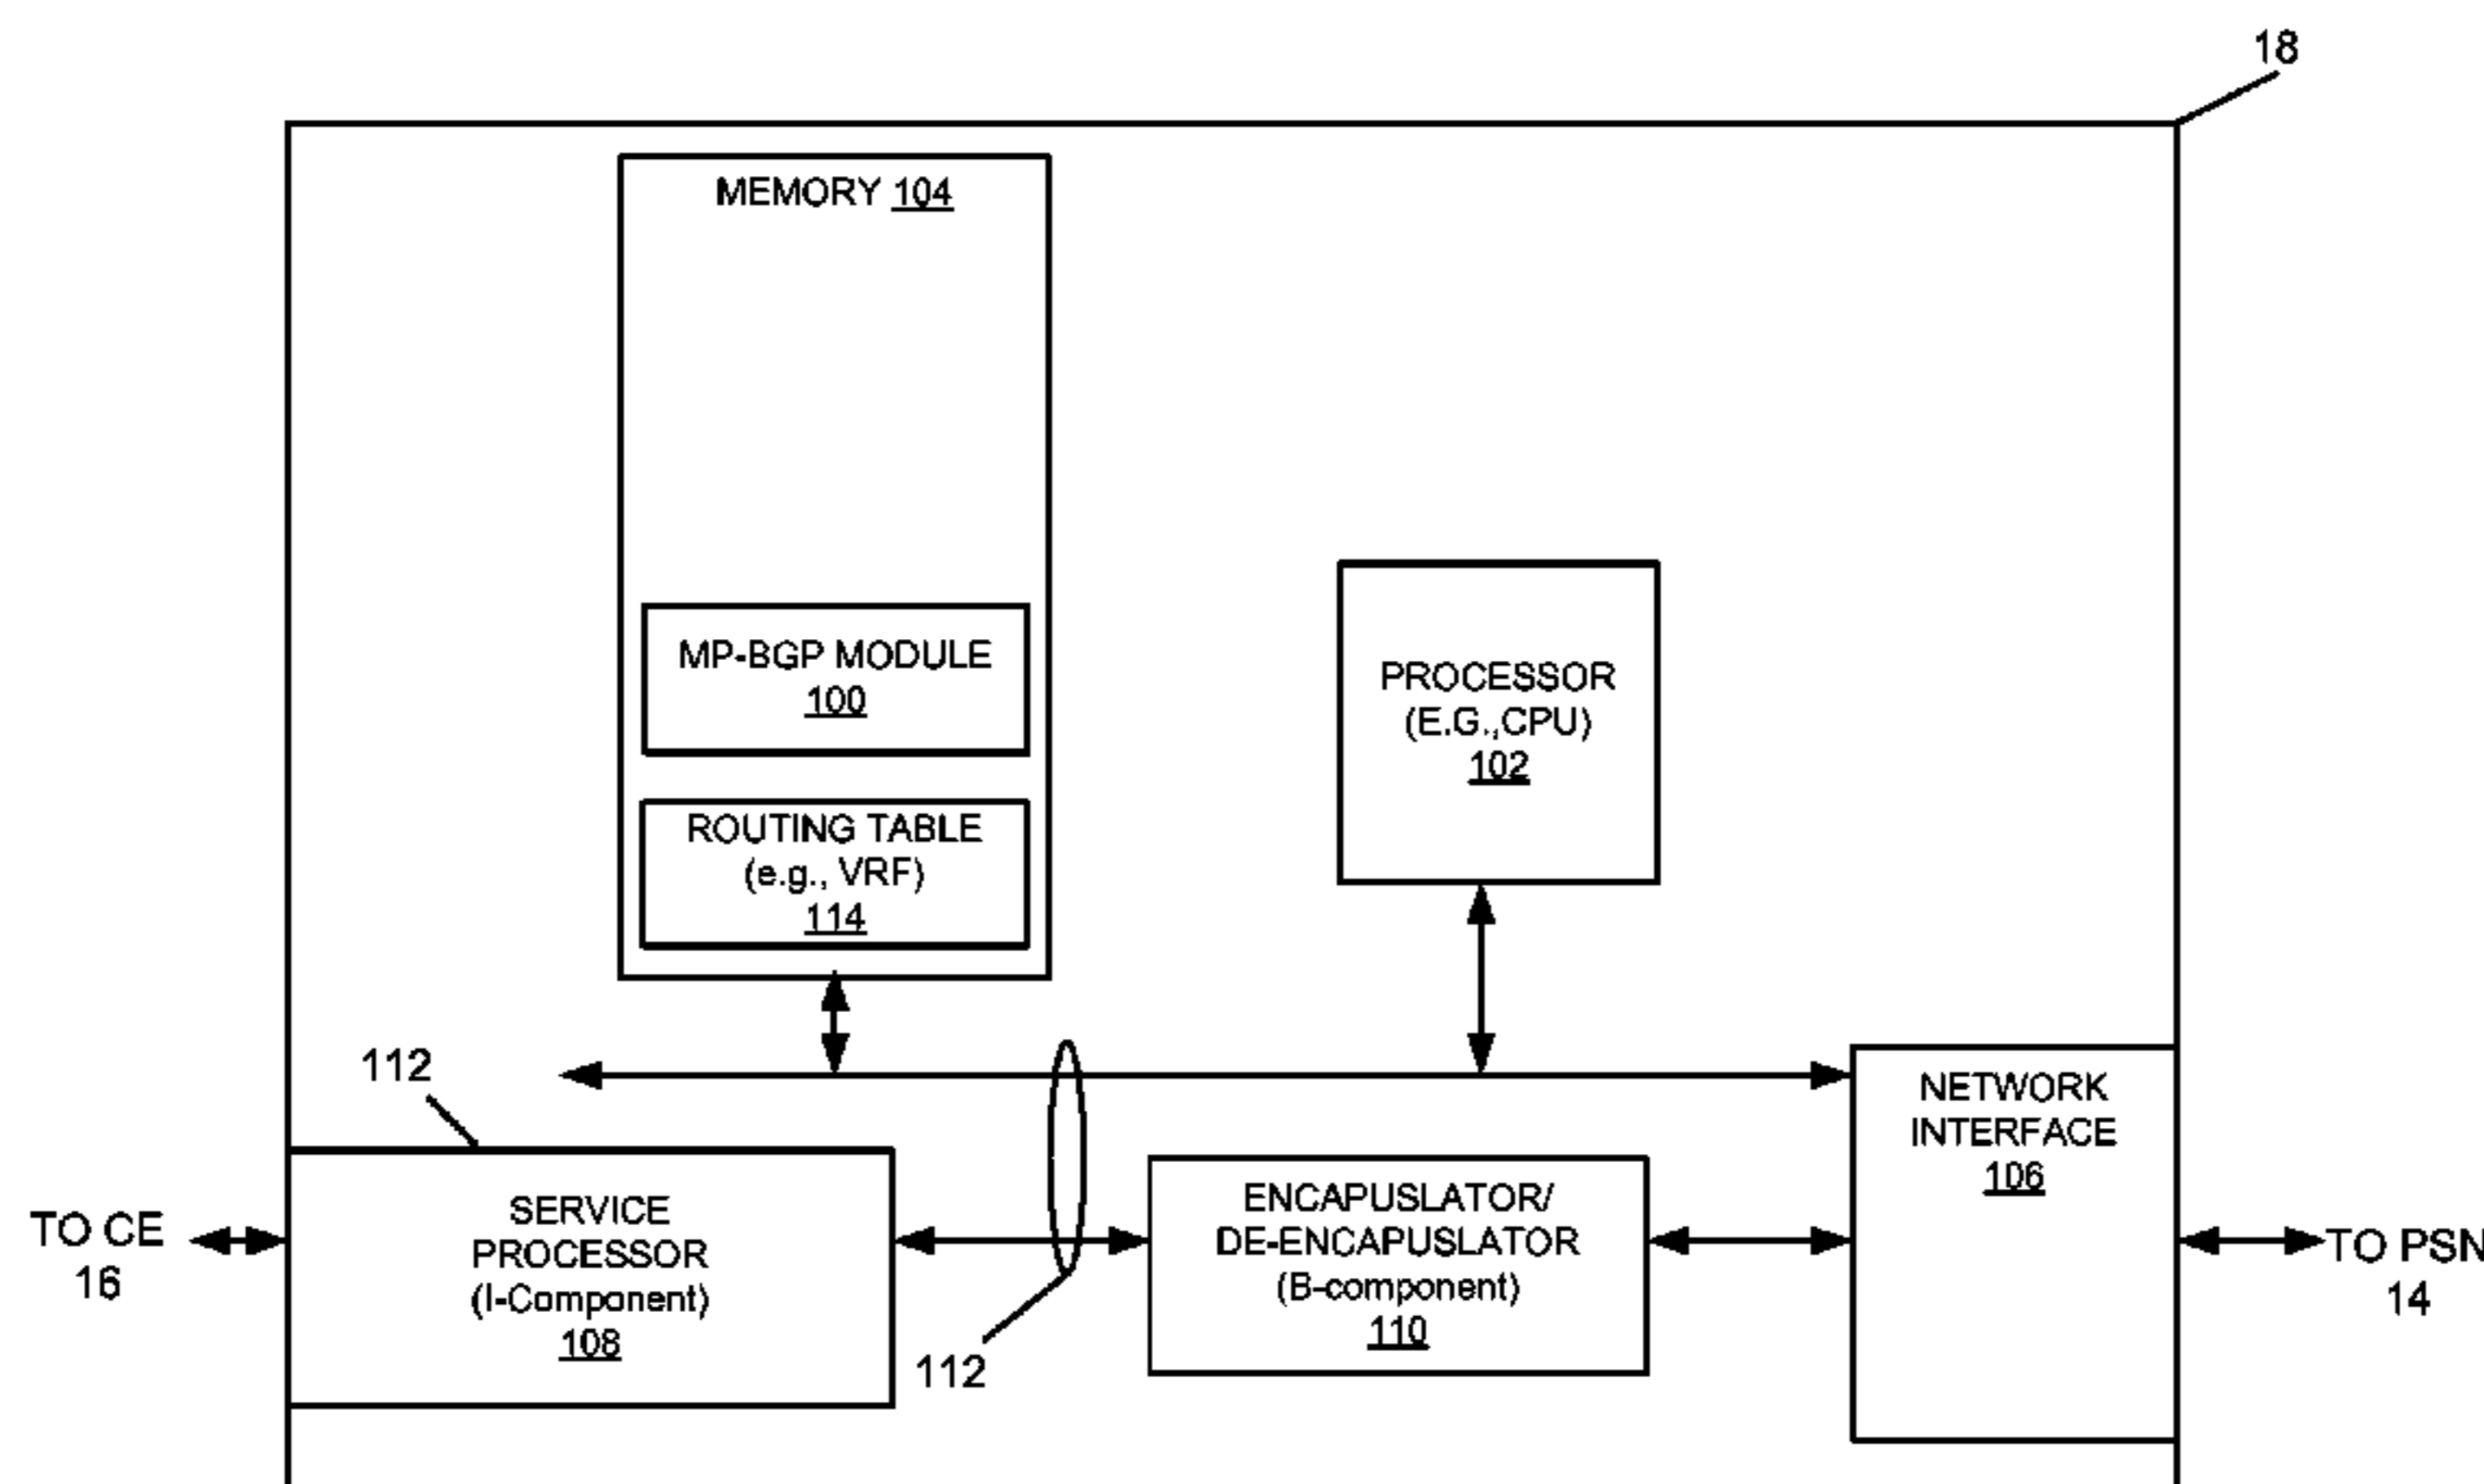 18
MEMORY 104
MP-BGP MODULE
100
ROUTING TABLE
(e.g., VRF)
114
PROCESSOR
(E.G.,CPU)
102
112
NETWORK
INTERFACE
106
TO CE
16
SERVICE
PROCESSOR
(I-Component)
108
112
ENCAPUSLATOR/
DE-ENCAPUSLATOR
(B-component)
110
TO PSN
14